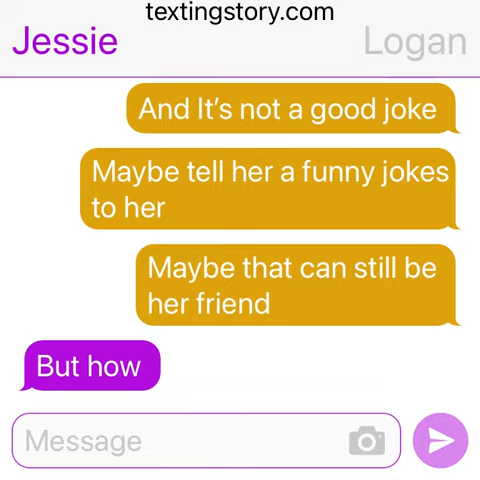 textingstory.com
Jessie Logan
And It’s not a good joke
Maybe tell her a funny jokes
to her
Maybe that can still be
her friend
But how
Message